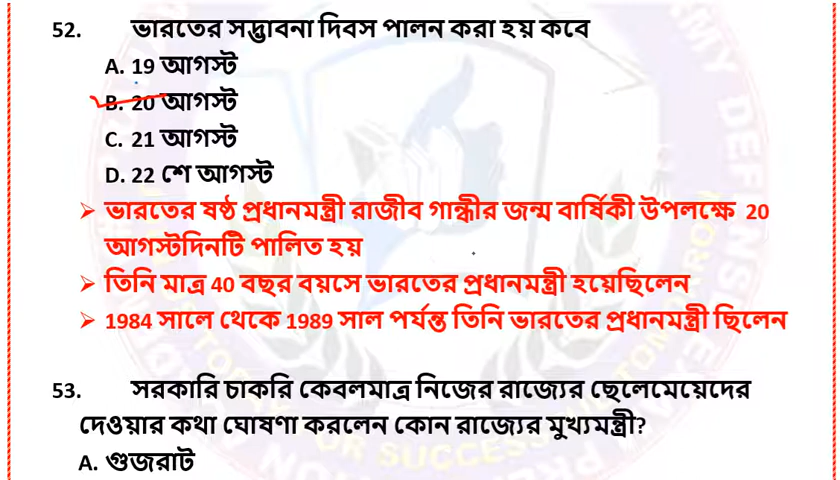 52. ভারতের সদ্ভাবনা দিবস পালন করা হয় কবে
A. 19 আগস্ট
B. 20 আগস্ট
C. 21 আগস্ট
D. 22 শে আগস্ট
➢ ভারতের ষষ্ঠ প্রধানমন্ত্রী রাজীব গান্ধীর জন্ম বার্ষিকী উপলক্ষে 20
আগস্টদিনটি পালিত হয়
➢ তিনি মাত্র 40 বছর বয়সে ভারতের প্রধানমন্ত্রী হয়েছিলেন
➢ 1984 সালে থেকে 1989 সাল পর্যন্ত তিনি ভারতের প্রধানমন্ত্রী ছিলেন
53. সরকারি চাকরি কেবলমাত্র নিজের রাজ্যের ছেলেমেয়েদের
দেওয়ার কথা ঘোষণা করলেন কোন রাজ্যের মুখ্যমন্ত্রী?
A. গুজরাট